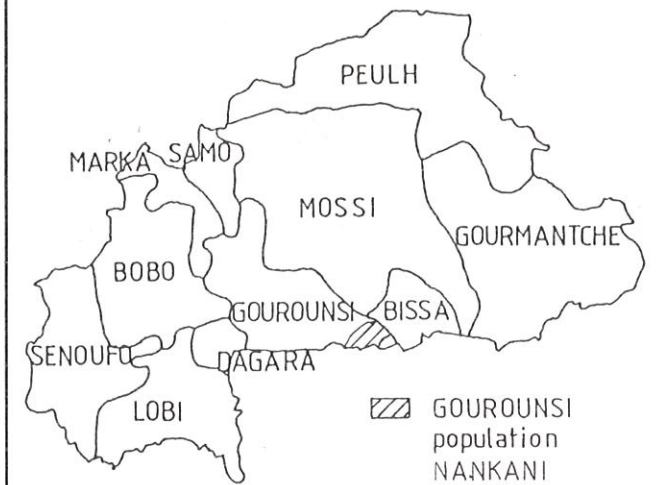 PEULH
MARKA
SAMO
MOSSI
GOURMANTCHE
BOBO
GOUROUNSI
BISSA
SENOUFO
DAGARA
LOBI
GOUROUNSI
population
NANKANI